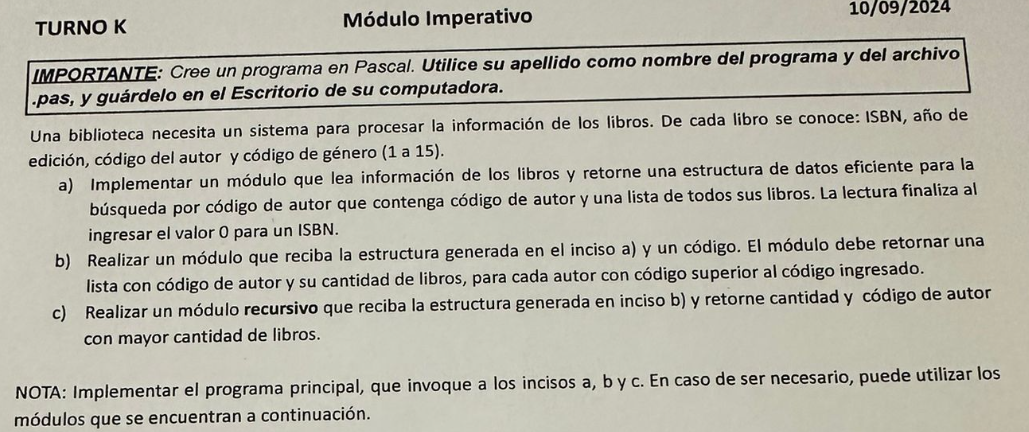 TURNO K
Módulo Imperativo
10/09/2024
IMPORTANTE: Cree un programa en Pascal. Utilice su apellido como nombre del programa y del archivo
.pas, y guárdelo en el Escritorio de su computadora.
Una biblioteca necesita un sistema para procesar la información de los libros. De cada libro se conoce: ISBN, año de
edición, código del autor y código de género (1 a 15).
a) Implementar un módulo que lea información de los libros y retorne una estructura de datos eficiente para la
búsqueda por código de autor que contenga código de autor y una lista de todos sus libros. La lectura finaliza al
ingresar el valor 0 para un ISBN.
b) Realizar un módulo que reciba la estructura generada en el inciso a) y un código. El módulo debe retornar una
lista con código de autor y su cantidad de libros, para cada autor con código superior al código ingresado.
c) Realizar un módulo recursivo que reciba la estructura generada en inciso b) y retorne cantidad y código de autor
con mayor cantidad de libros.
NOTA: Implementar el programa principal, que invoque a los incisos a, b y c. En caso de ser necesario, puede utilizar los
módulos que se encuentran a continuación.